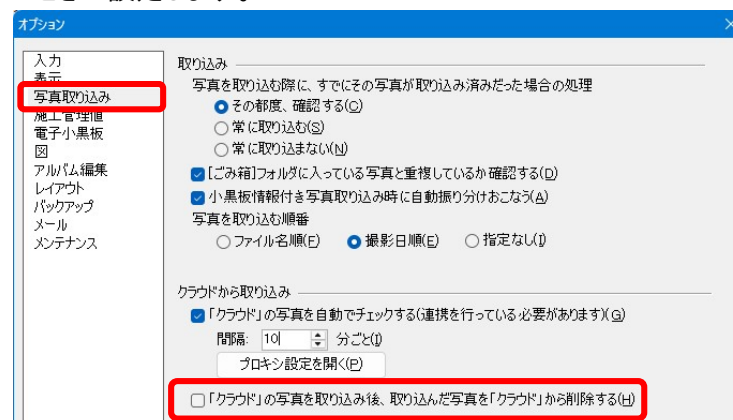 オプション
入力
表示
写真取り込み
施工管理値
電子小黒板
図
アルバム編集
レイアウト
バックアップ
メール
メンテナンス
取り込み
写真を取り込む際に、すでにその写真が取り込み済みだった場合の処理
その都度、確認する(C)
常に取り込む(S)
常に取り込まない(N)
[ごみ箱]フォルダに入っている写真と重複しているか確認する(D)
小黒板情報付き写真取り込み時に自動振り分けおこなう(A)
写真を取り込む順番
ファイル名順(F) 撮影日順(E) 指定なし(I)
クラウドから取り込み
「クラウド」の写真を自動でチェックする(連携を行っている必要があります)(G)
間隔: 10 分ごと(I)
プロキシ設定を開く(P)
「クラウド」の写真を取り込み後、取り込んだ写真を「クラウド」から削除する(H)